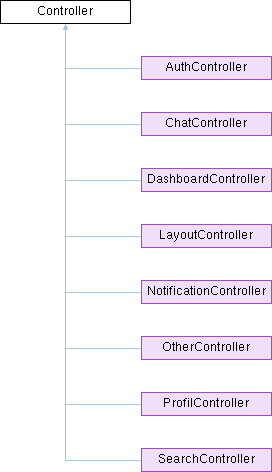 Controller
AuthController
ChatController
DashboardController
LayoutController
NotificationController
OtherController
ProfilController
SearchController